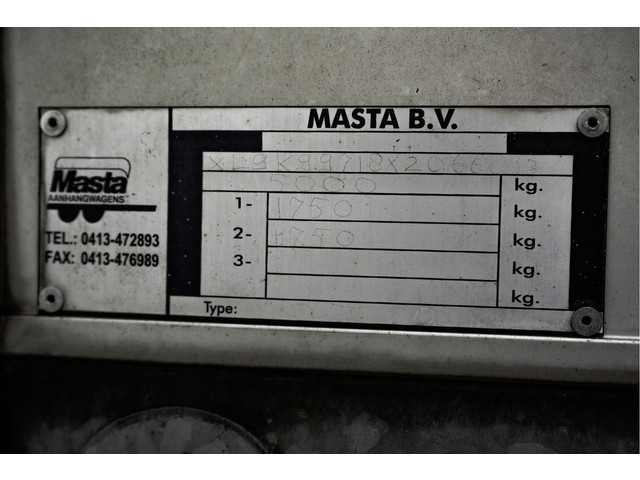 MASTA B.V.
Masta
AANHANGWAGENS
TEL.: 0413-472893
FAX: 0413-476989
5000 kg.
1- 1750 kg.
2- 1750 kg.
3- kg.
kg.
Type: